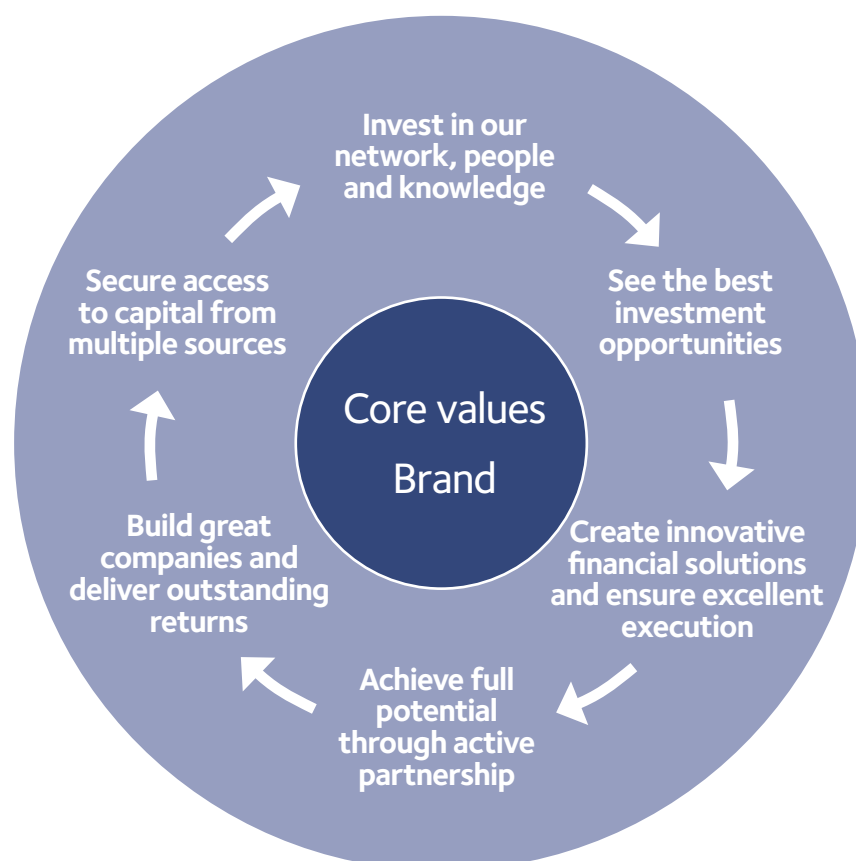 Invest in our
network, people
and knowledge
See the best
investment
opportunities
Create innovative
financial solutions
and ensure excellent
execution
Achieve full
potential
through active
partnership
Build great
companies and
deliver outstanding
returns
Secure access
to capital from
multiple sources
Core values
Brand